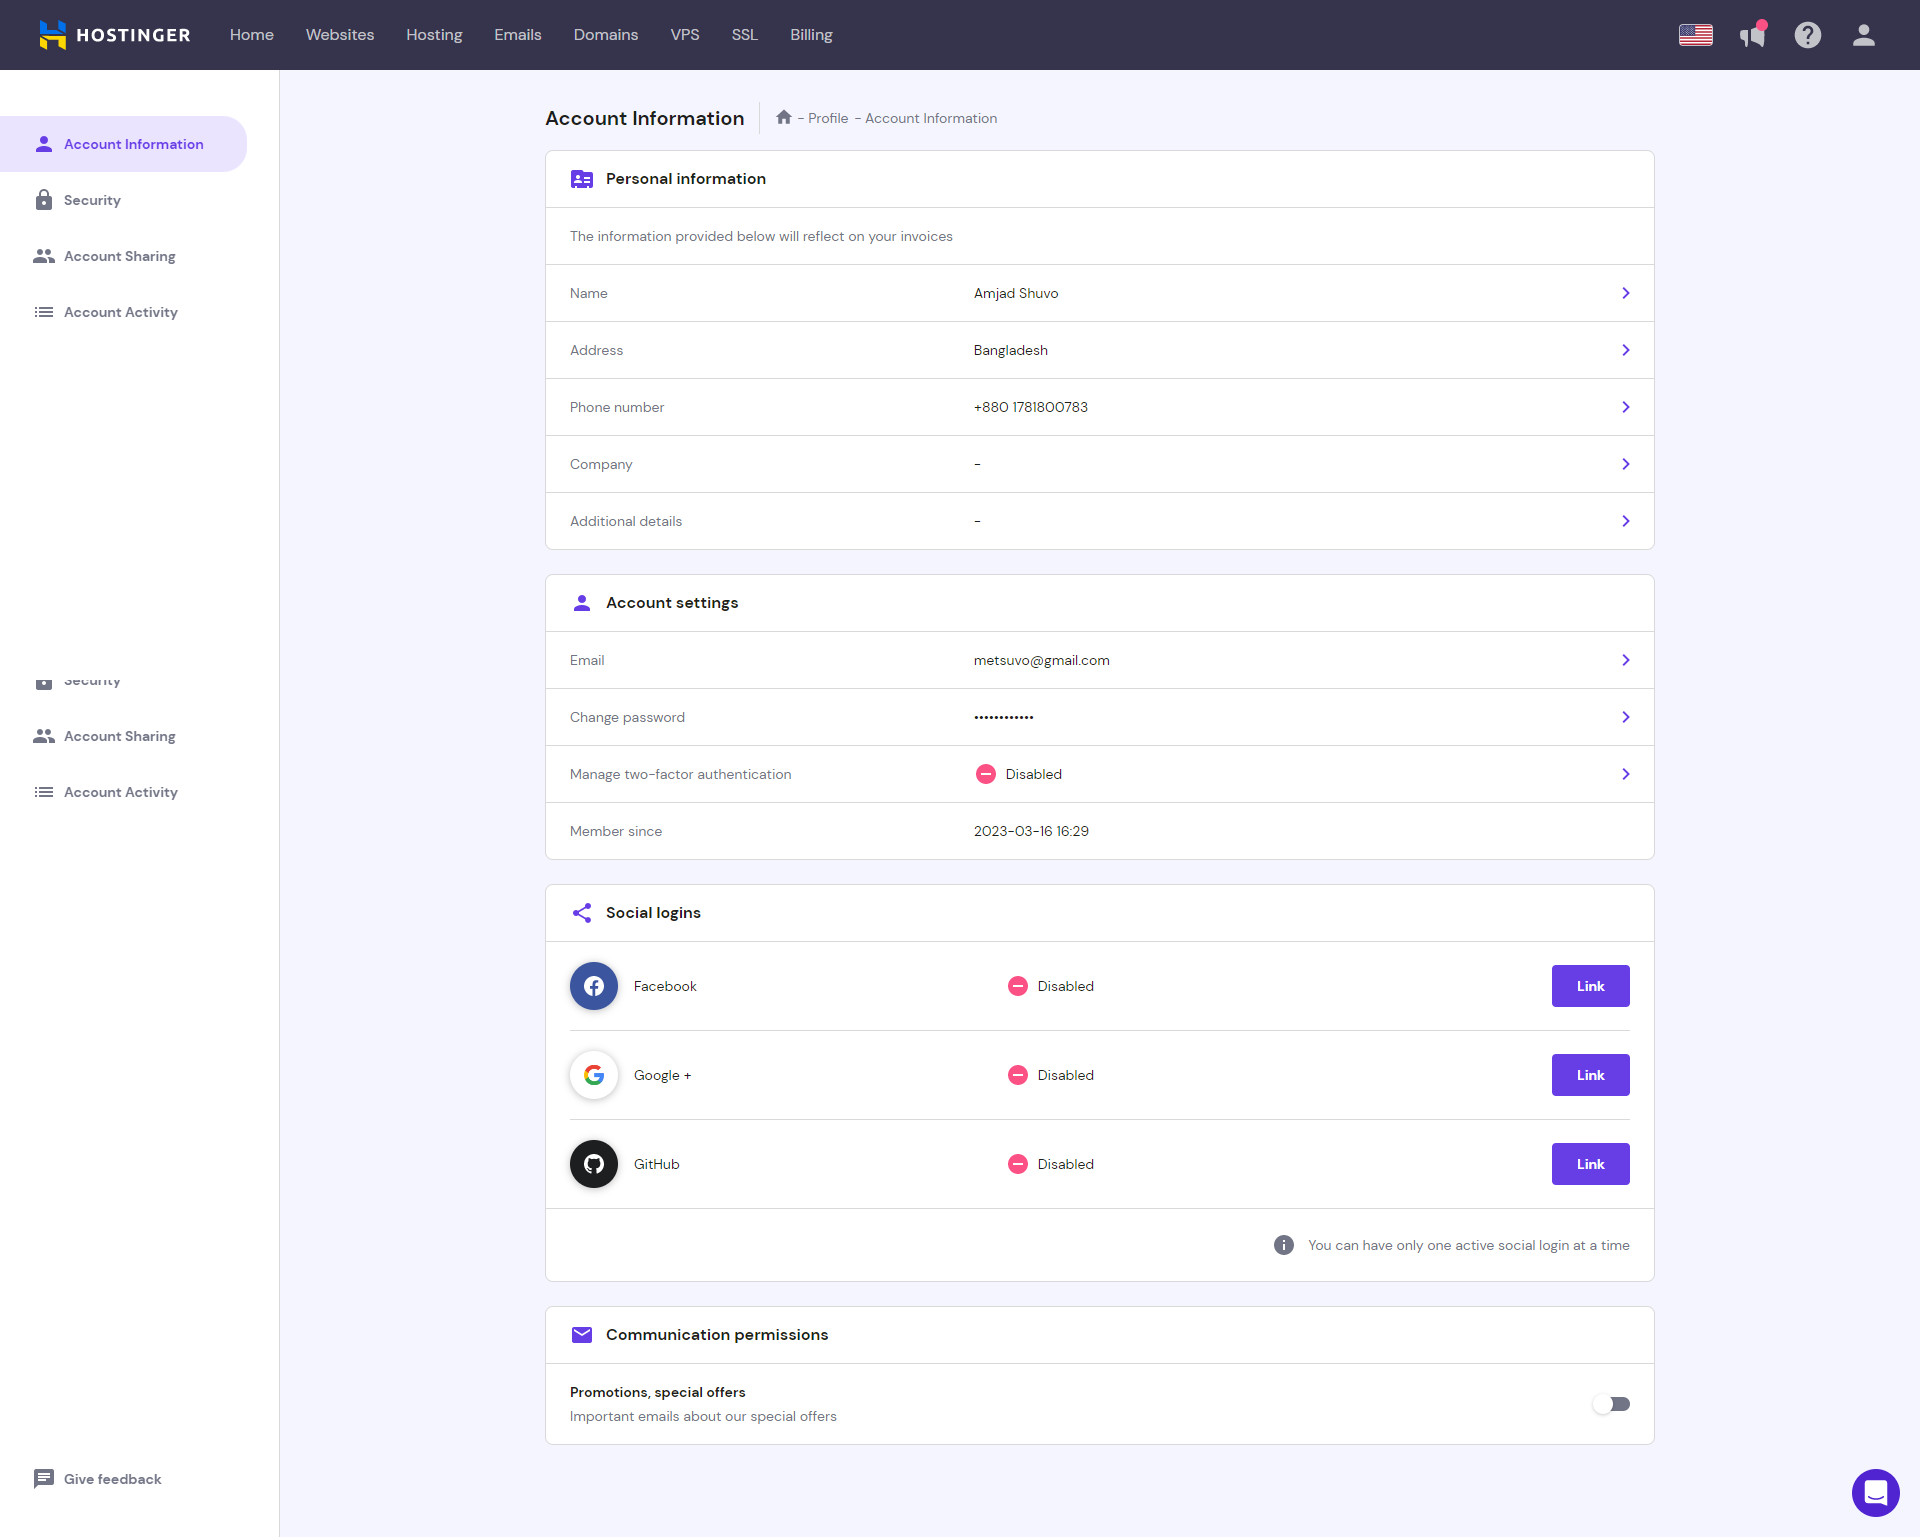 HOSTINGER Home Websites Hosting Emails Domains VPS SSL Billing
Account Information
Security
Account Sharing
Account Activity
Security
Account Sharing
Account Activity
Give feedback
Account Information - Profile - Account Information
Personal information
The information provided below will reflect on your invoices
Name Amjad Shuvo
Address Bangladesh
Phone number +880 1781800783
Company -
Additional details -
Account settings
Email metsuvo@gmail.com
Change password ••••••••••••
Manage two-factor authentication Disabled
Member since 2023-03-16 16:29
Social logins
Facebook Disabled Link
Google + Disabled Link
GitHub Disabled Link
You can have only one active social login at a time
Communication permissions
Promotions, special offers
Important emails about our special offers